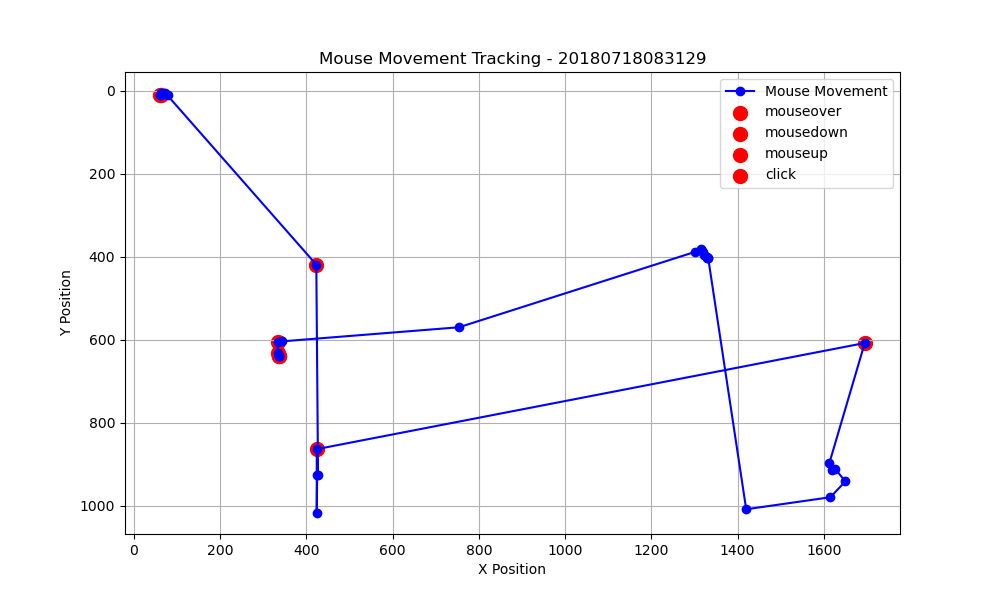 Mouse Movement Tracking - 20180718083129
Mouse Movement
mouseover
mousedown
mouseup
click
Y Position
0
200
400
600
800
1000
0 200 400 600 800 1000 1200 1400 1600
X Position